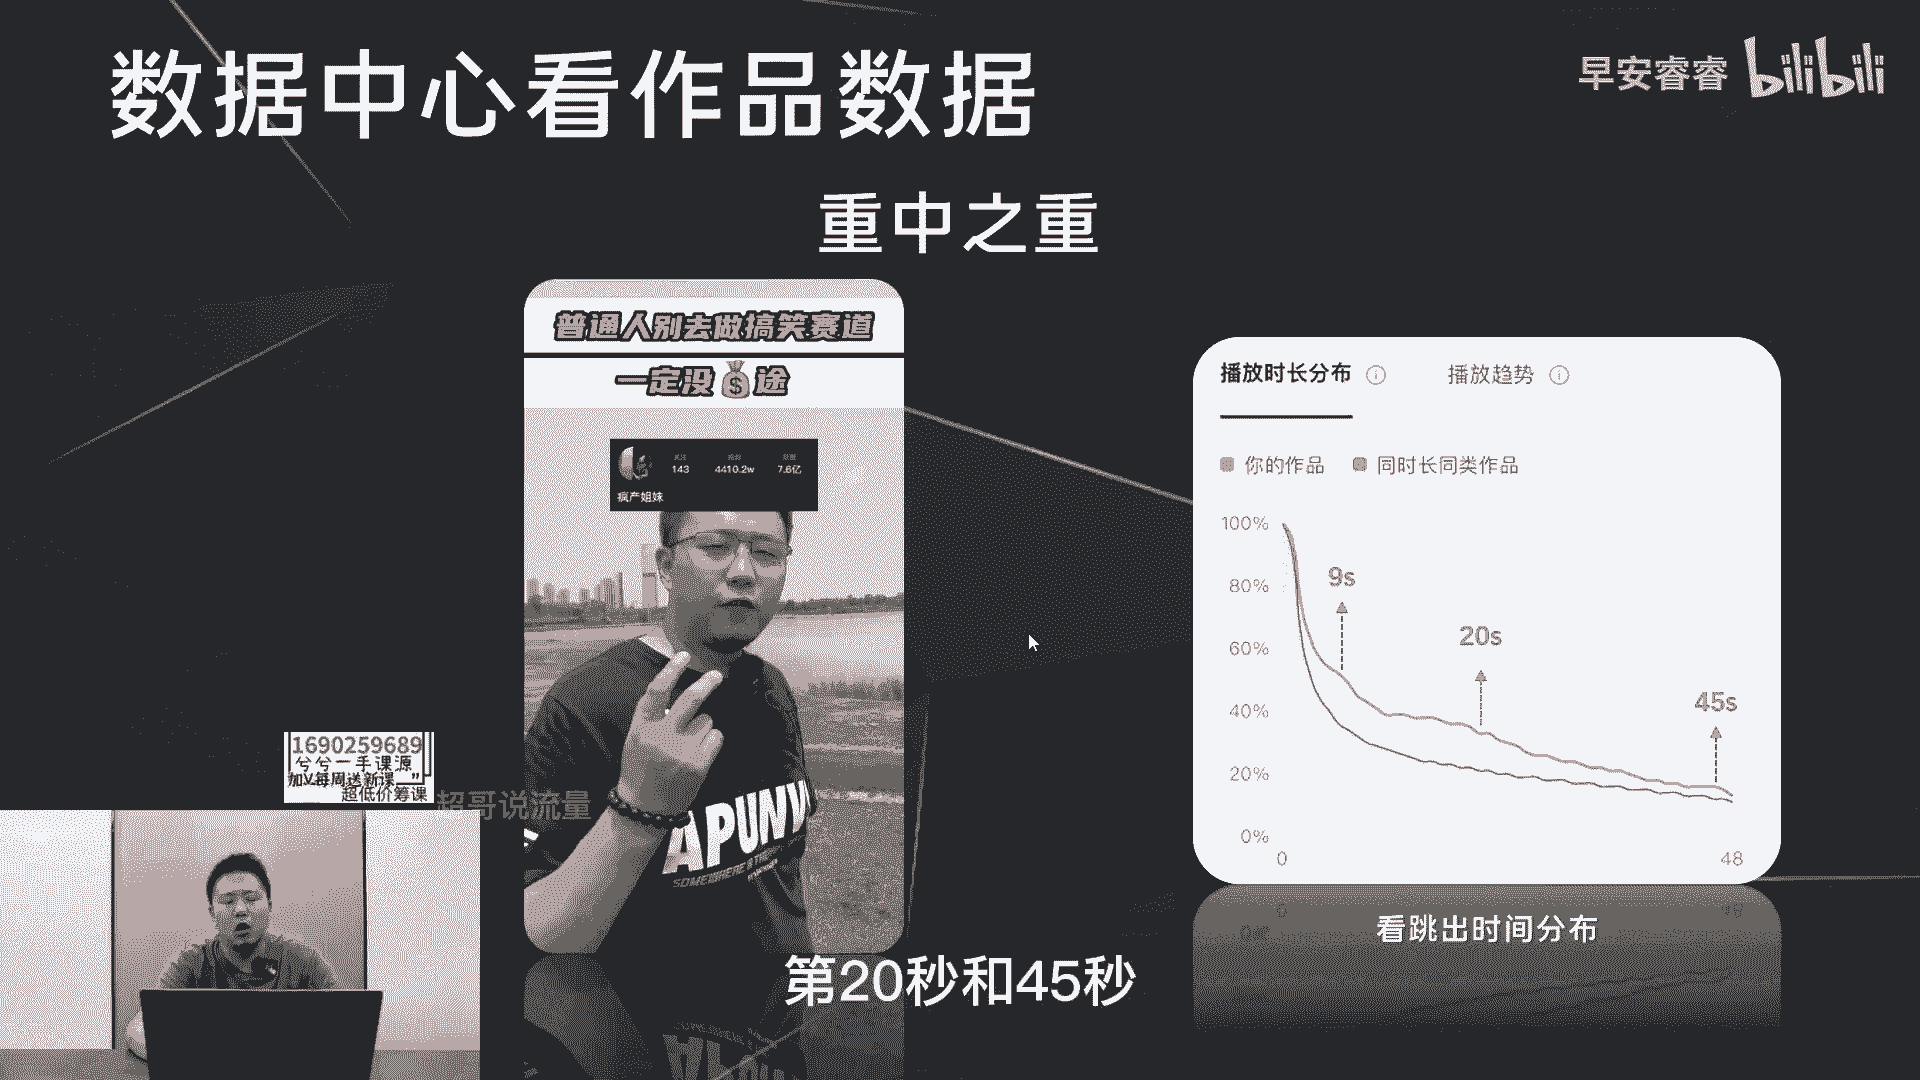 数据中心看作品数据
早安睿睿 bilibili
重中之重
普通人别去做搞笑赛道
一定没💰途
143 4410.2w 7.6亿
疯产姐妹
播放时长分布 播放趋势
你的作品 同时长同类作品
100%
80%
60%
40%
20%
0%
9s
20s
45s
0 48
看跳出时间分布
1690259689
兮兮一手课源
加V每周送新课
超低价筹课
超哥说流量
APUNV
SOMEWHERE
第20秒和45秒